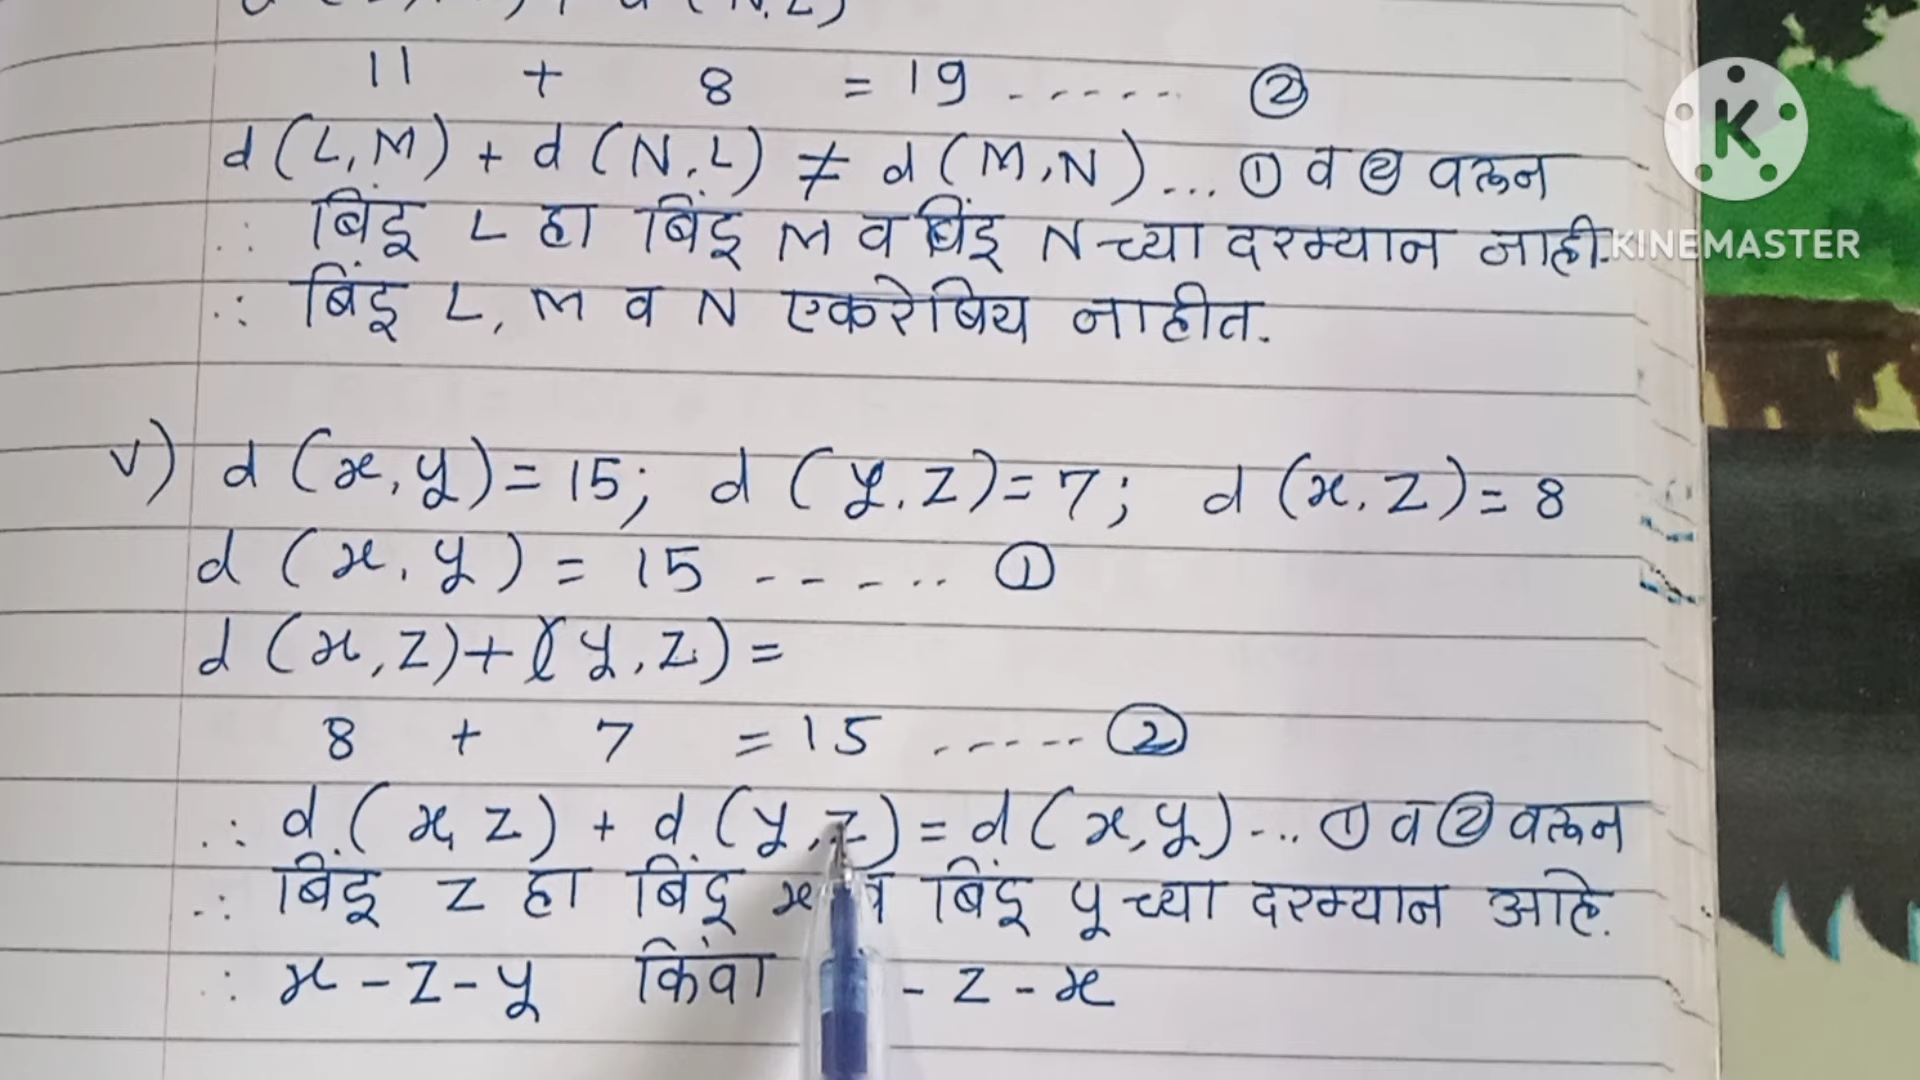 11 + 8 = 19 ...... ②
d (L, M) + d (N, L) ≠ d (M, N) ... ① व ② वरून
∴ बिंदू L हा बिंदू M व बिंदू N च्या दरम्यान नाही.
∴ बिंदू L, M व N एकरेषिय नाहीत.
v) d (x, y) = 15; d (y, z) = 7; d (x, z) = 8
d (x, y) = 15 ...... ①
d (x, z) + (y, z) =
8 + 7 = 15 ...... ②
∴ d (x, z) + d (y, z) = d (x, y) ... ① व ② वरून
∴ बिंदू z हा बिंदू x व बिंदू y च्या दरम्यान आहे.
∴ x - z - y किंवा - z - x
K
KINEMASTER